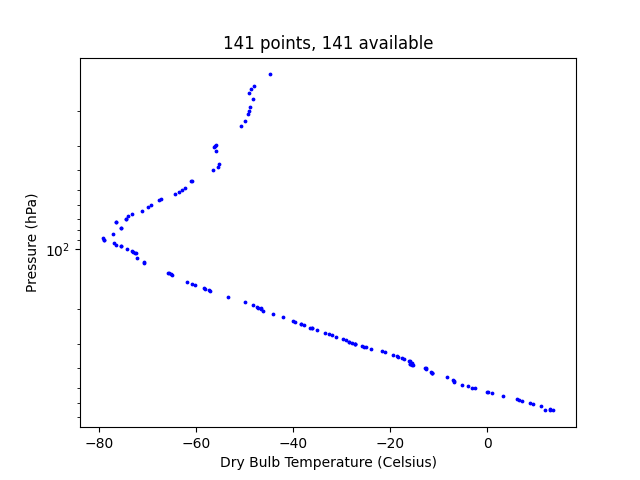 141 points, 141 available
Pressure (hPa)
10²
−80 −60 −40 −20 0
Dry Bulb Temperature (Celsius)